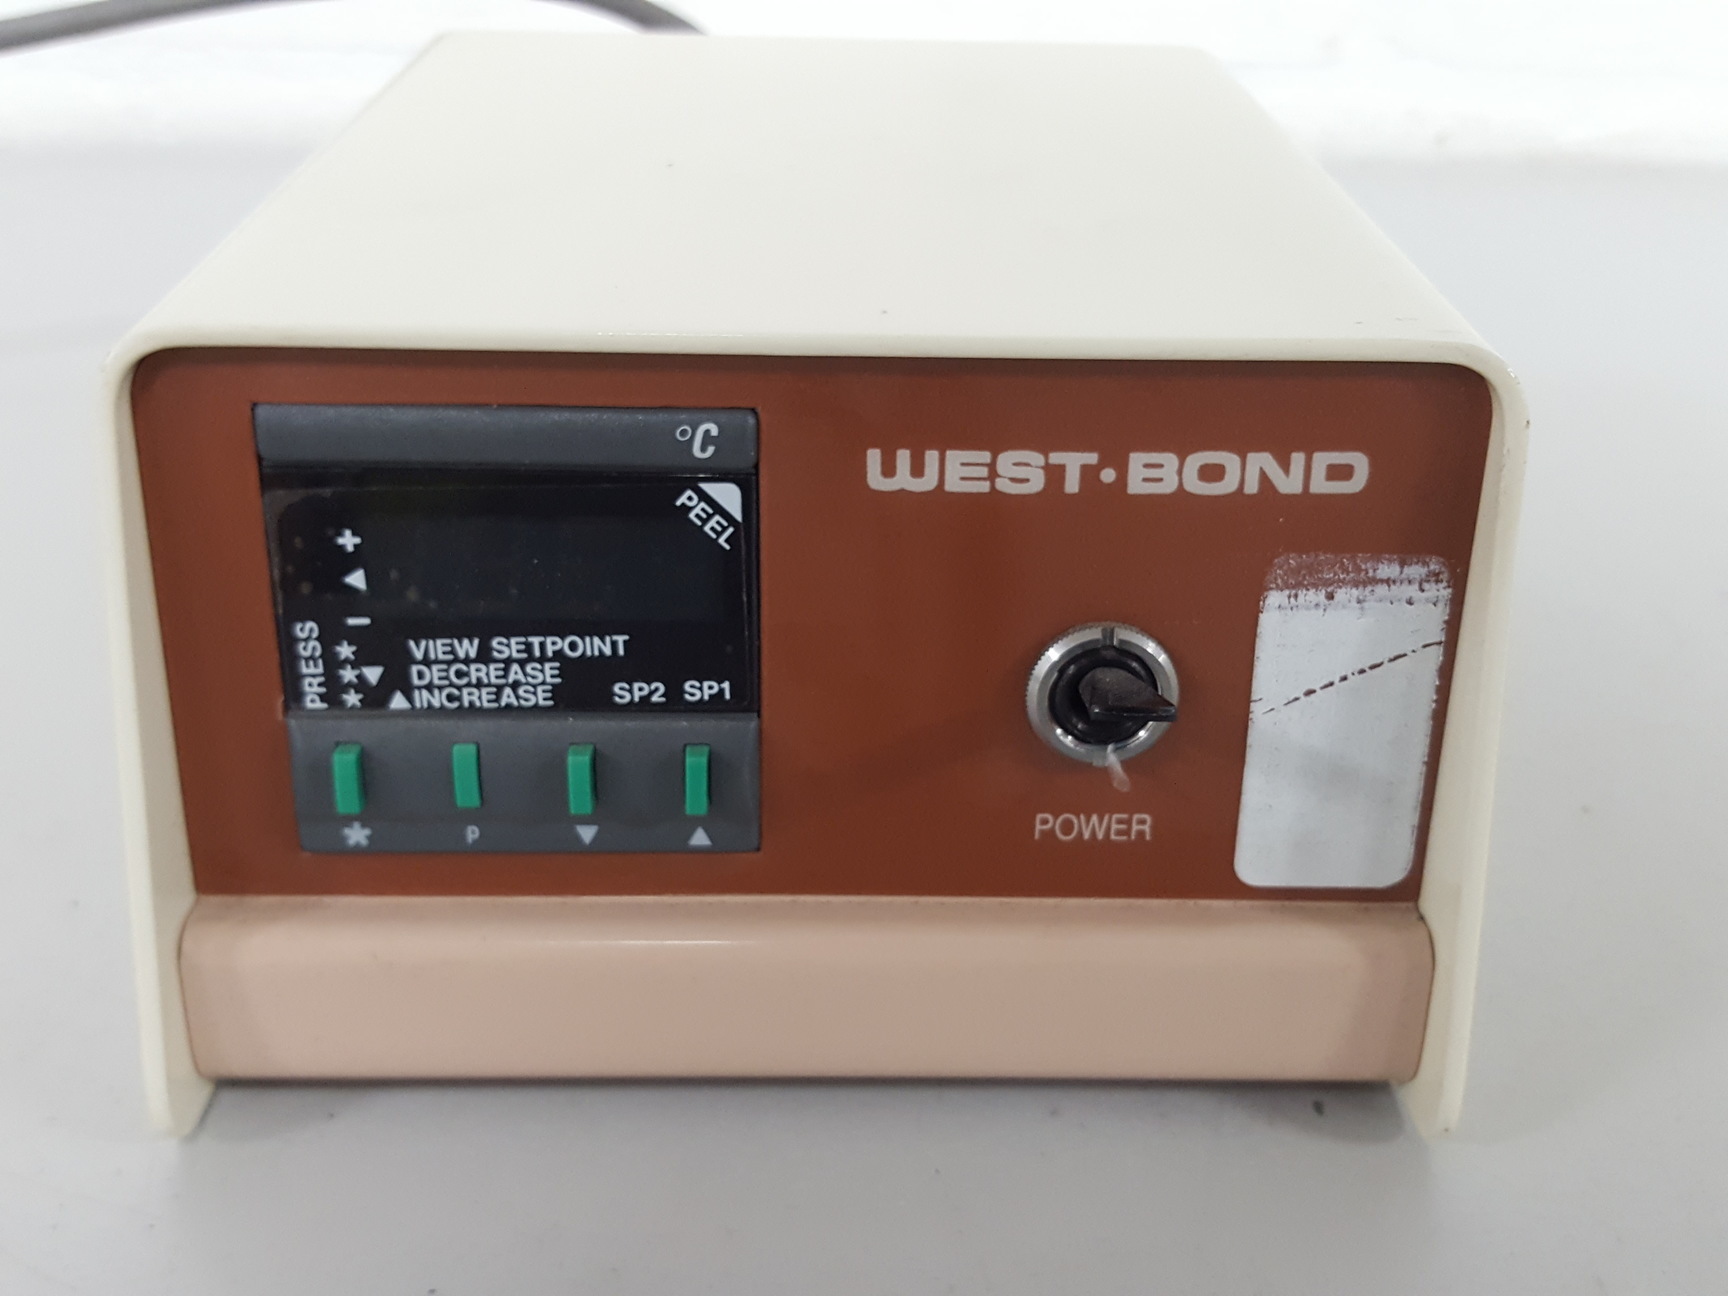 °C
PEEL
+
▲
−
PRESS
* VIEW SETPOINT
*▼ DECREASE
* ▲INCREASE
SP2 SP1
* P ▼ ▲
WEST·BOND
POWER